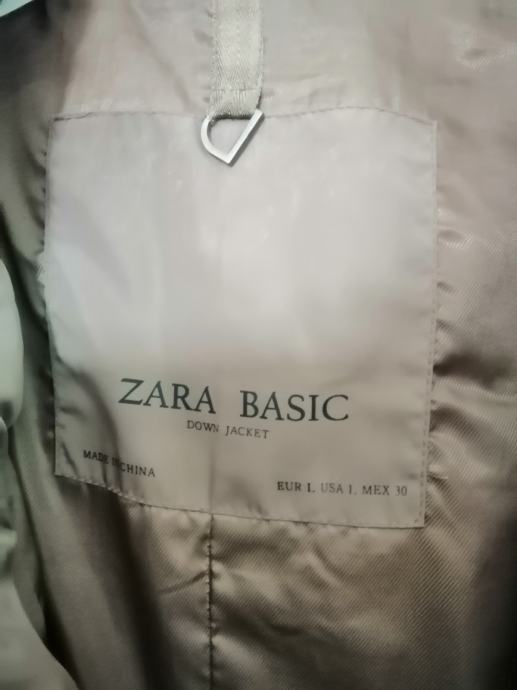 ZARA BASIC
DOWN JACKET
MADE IN CHINA
EUR L USA L MEX 30